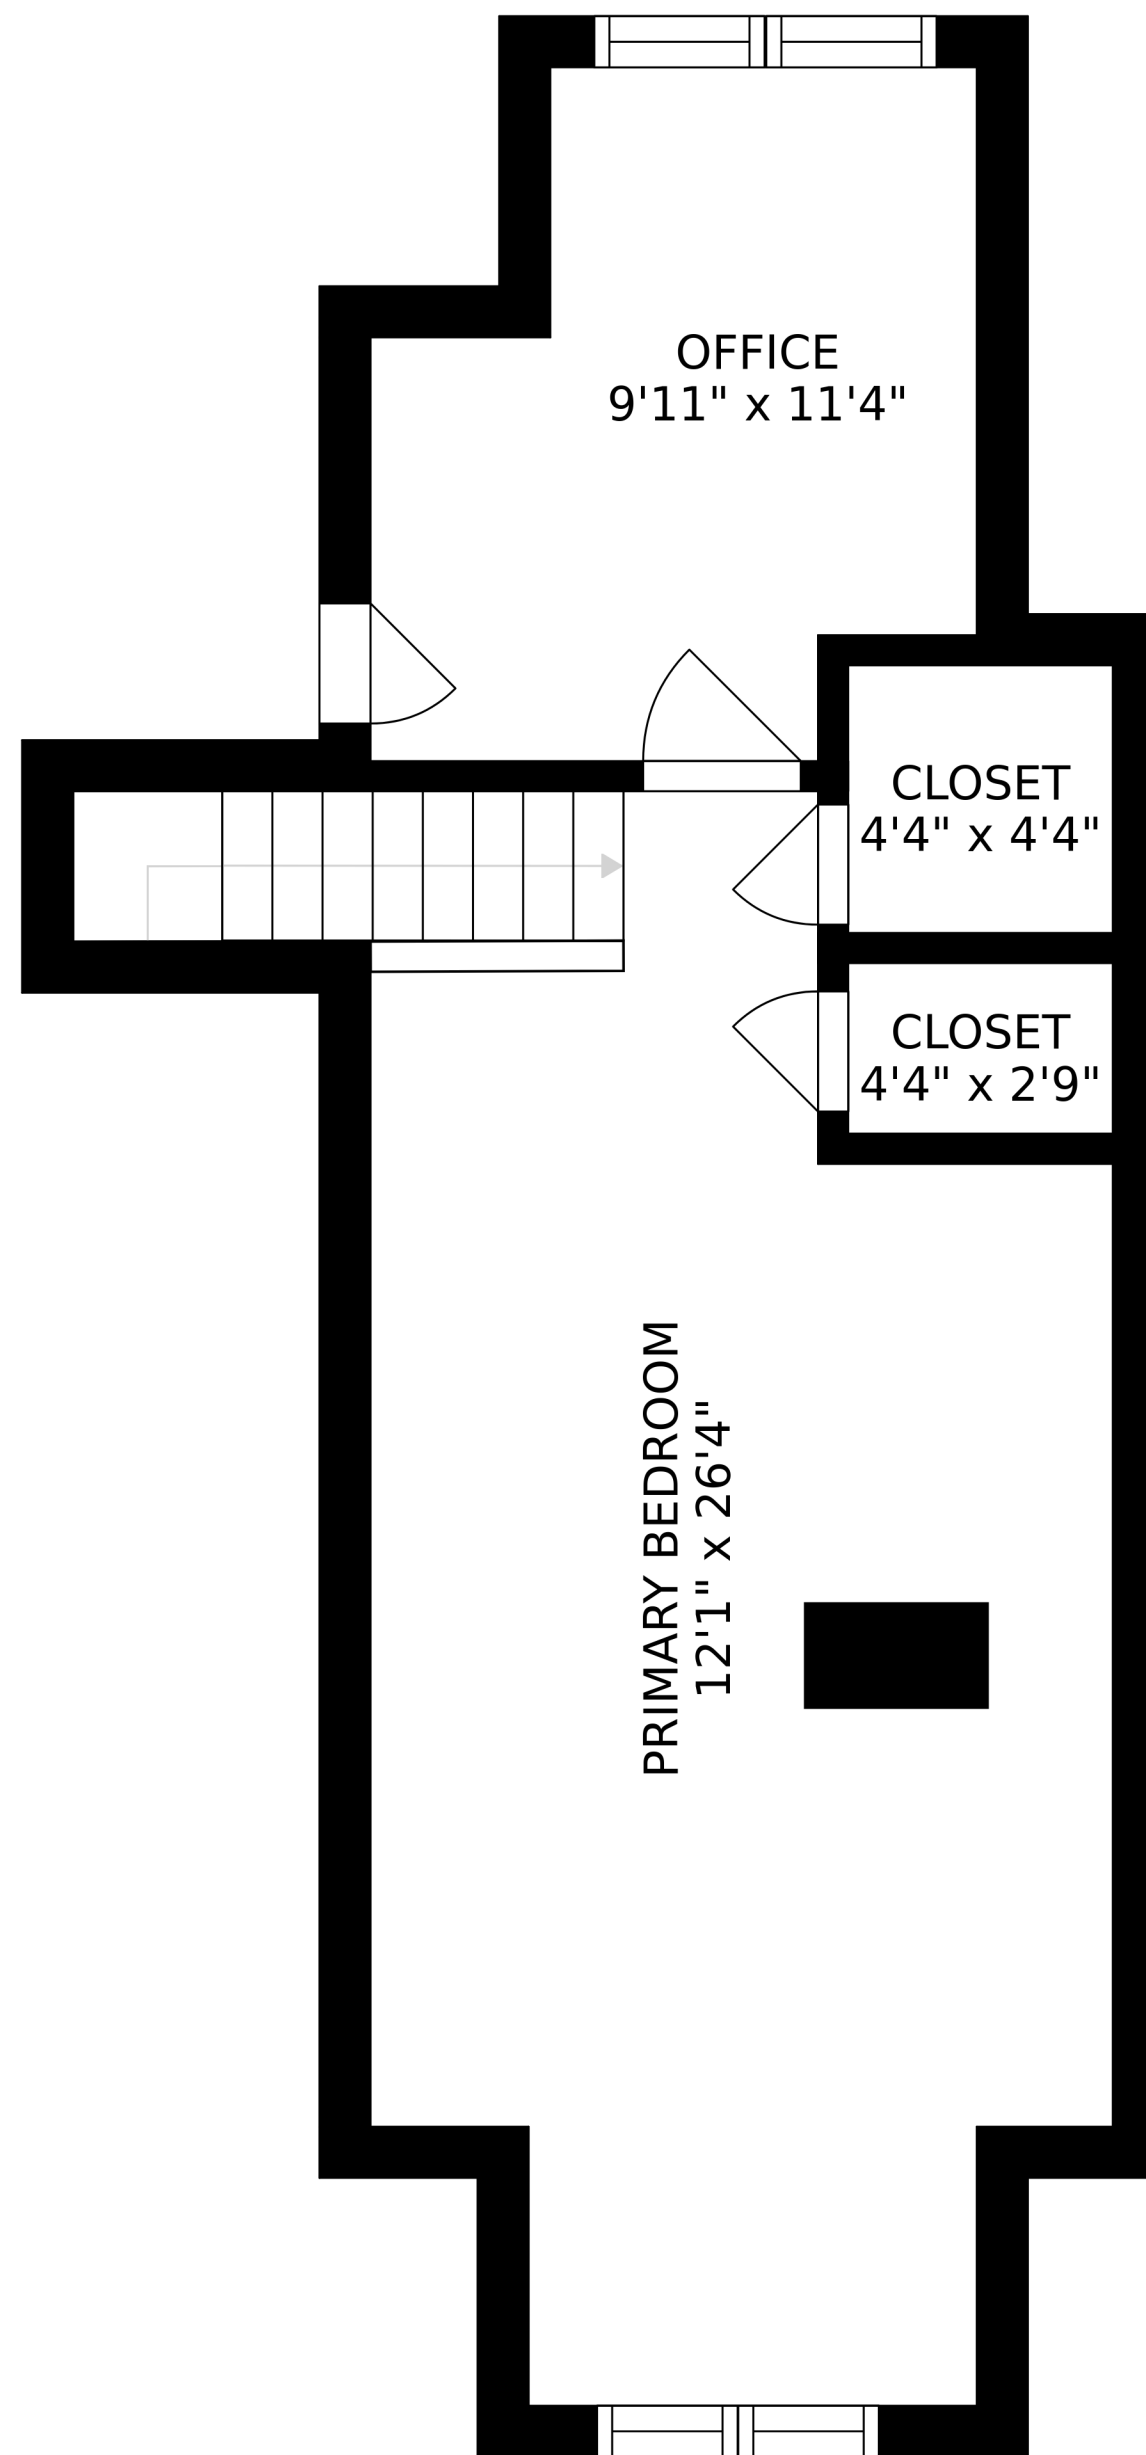 OFFICE
9'11" x 11'4"
CLOSET
4'4" x 4'4"
CLOSET
4'4" x 2'9"
PRIMARY BEDROOM
12'1" x 26'4"